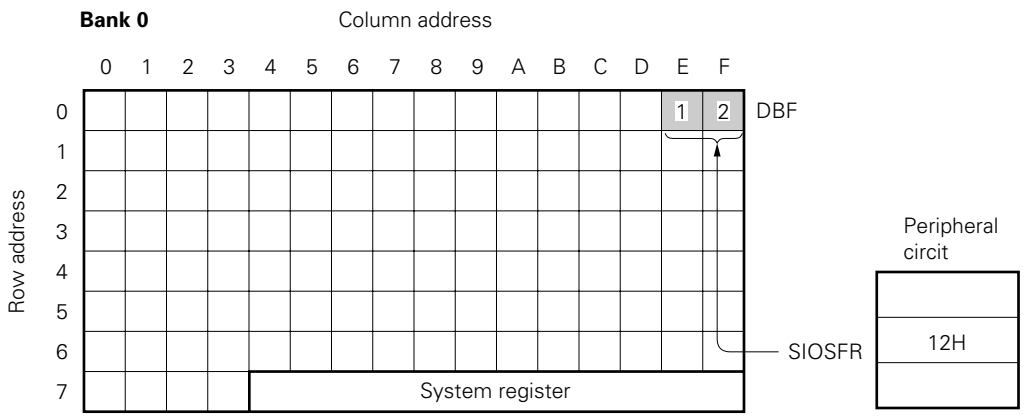 Bank 0 Column address
0 1 2 3 4 5 6 7 8 9 A B C D E F
0 1 2 DBF
1
2
3
4
5
6 SIOSFR
7 System register
Row address
Peripheral
circit
12H